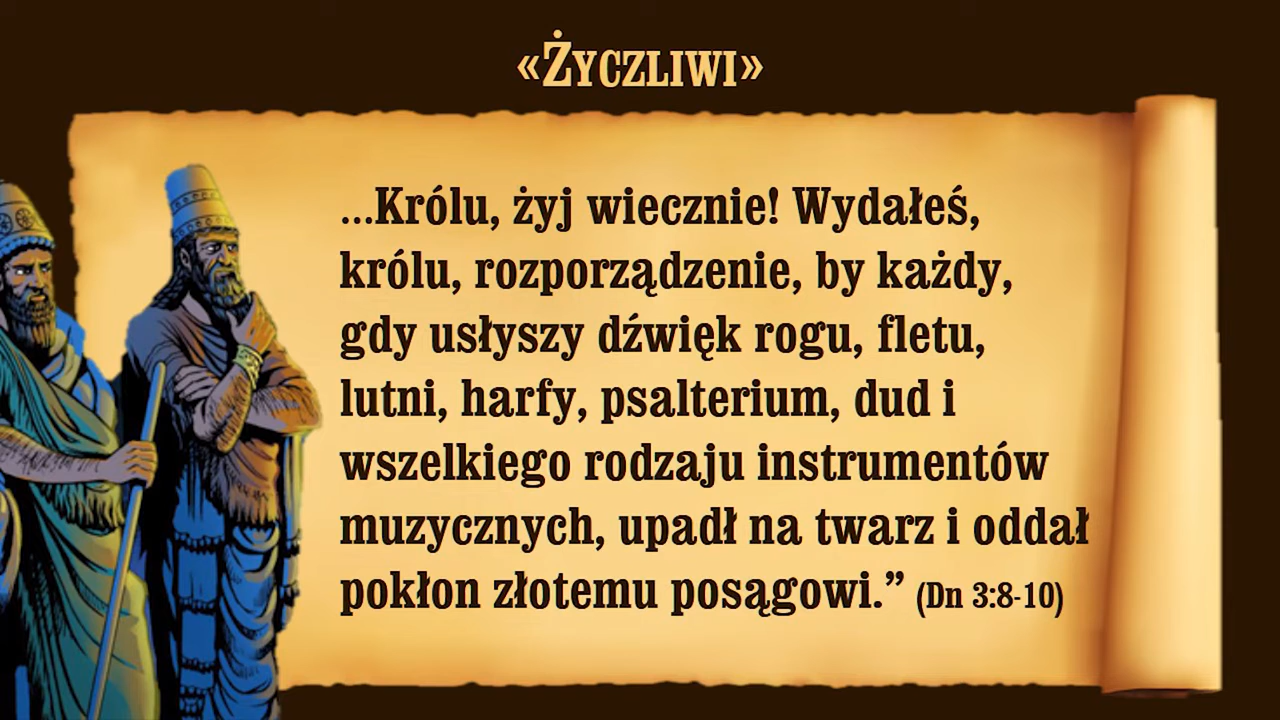 «Życzliwi»
...Królu, żyj wiecznie! Wydałeś,
królu, rozporządzenie, by każdy,
gdy usłyszy dźwięk rogu, fletu,
lutni, harfy, psalterium, dud i
wszelkiego rodzaju instrumentów
muzycznych, upadł na twarz i oddał
pokłon złotemu posągowi.” (Dn 3:8-10)